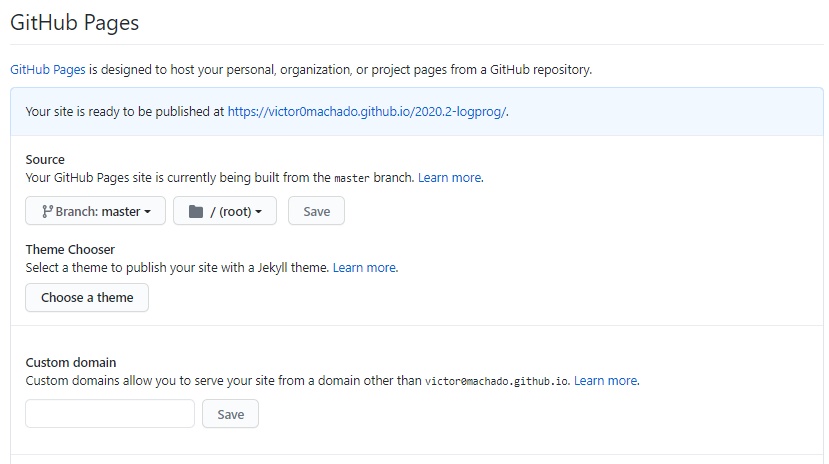 GitHub Pages
GitHub Pages is designed to host your personal, organization, or project pages from a GitHub repository.
Your site is ready to be published at https://victor0machado.github.io/2020.2-logprog/.
Source
Your GitHub Pages site is currently being built from the master branch. Learn more.
Branch: master / (root) Save
Theme Chooser
Select a theme to publish your site with a Jekyll theme. Learn more.
Choose a theme
Custom domain
Custom domains allow you to serve your site from a domain other than victor0machado.github.io. Learn more.
Save